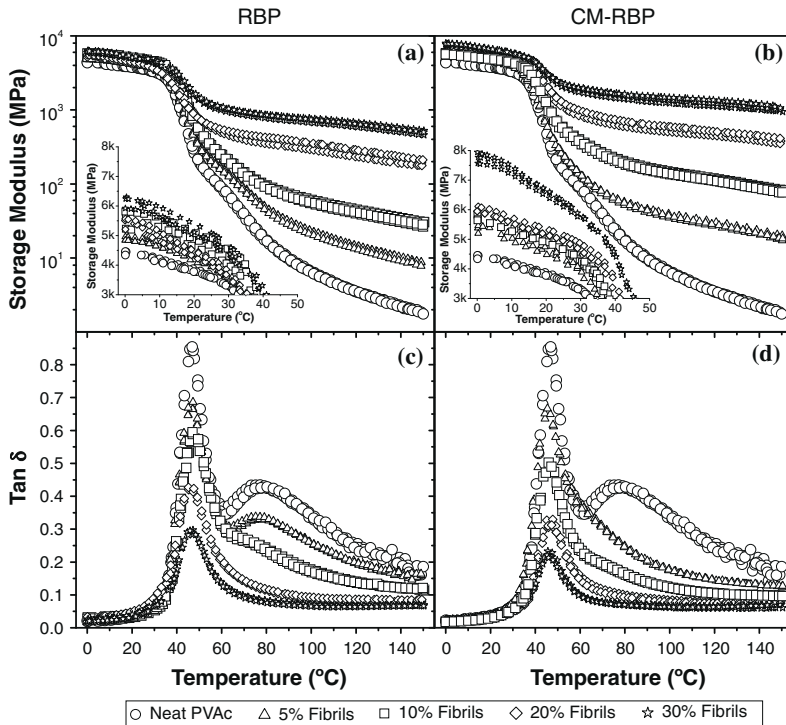 RBP
CM-RBP
Storage Modulus (MPa)
10⁴
10³
10²
10¹
(a)
(b)
Storage Modulus (MPa)
8k
7k
6k
5k
4k
3k
0 10 20 30 40 50
Temperature (ºC)
Storage Modulus (MPa)
8k
7k
6k
5k
4k
3k
0 10 20 30 40 50
Temperature (ºC)
Tan δ
0.8
0.7
0.6
0.5
0.4
0.3
0.2
0.1
0.0
(c)
(d)
0 20 40 60 80 100 120 140
0 20 40 60 80 100 120 140
Temperature (ºC)
Temperature (ºC)
Neat PVAc 5% Fibrils 10% Fibrils 20% Fibrils 30% Fibrils